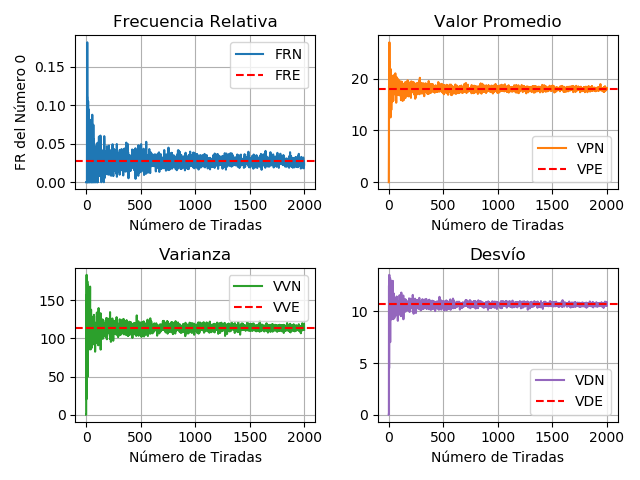 Frecuencia Relativa
FR del Número 0
0.15
0.10
0.05
0.00
FRN
FRE
0 500 1000 1500 2000
Número de Tiradas
Valor Promedio
20
10
0
VPN
VPE
0 500 1000 1500 2000
Número de Tiradas
Varianza
150
100
50
0
VVN
VVE
0 500 1000 1500 2000
Número de Tiradas
Desvío
10
5
0
VDN
VDE
0 500 1000 1500 2000
Número de Tiradas